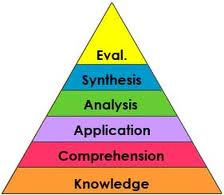 Eval.
Synthesis
Analysis
Application
Comprehension
Knowledge